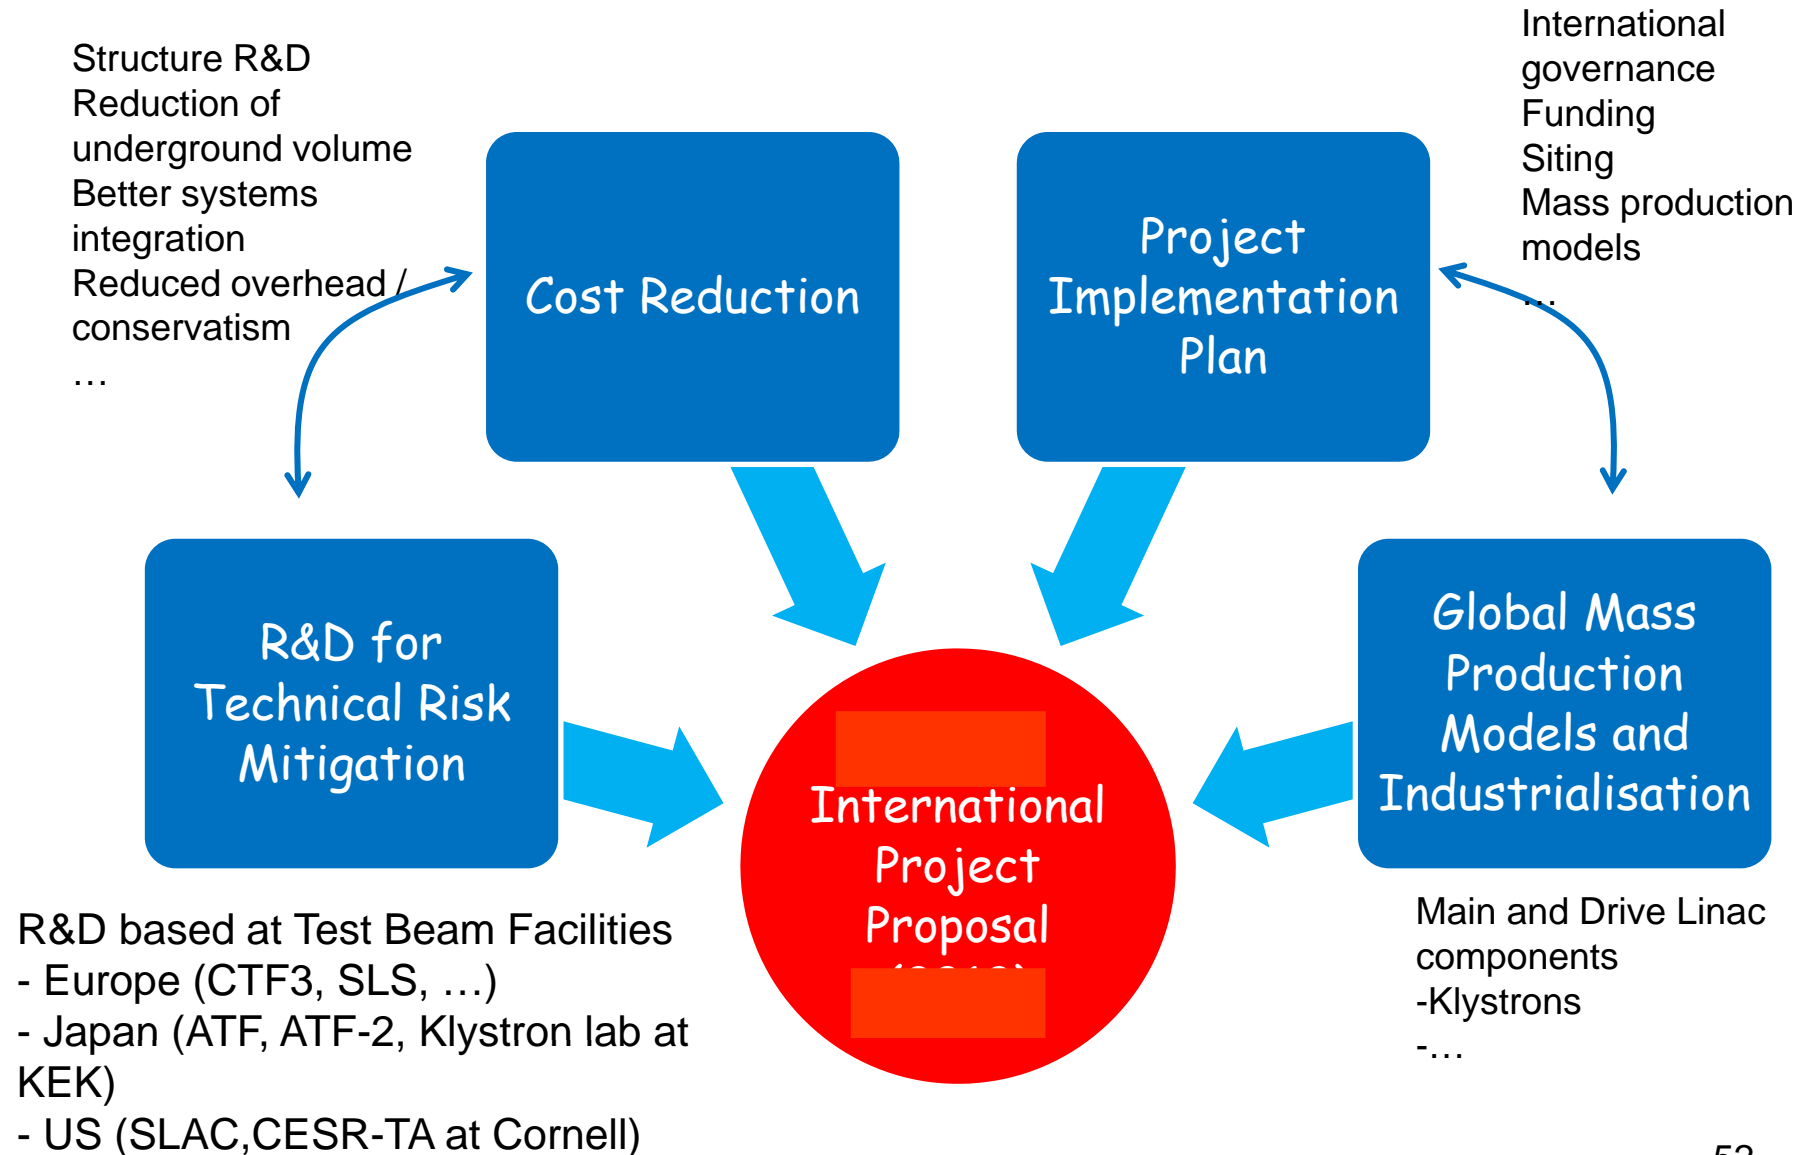 Structure R&D
Reduction of
underground volume
Better systems
integration
Reduced overhead /
conservatism
…
International
governance
Funding
Siting
Mass production
models
…
Cost Reduction
Project
Implementation
Plan
R&D for
Technical Risk
Mitigation
Global Mass
Production
Models and
Industrialisation
International
Project
Proposal
R&D based at Test Beam Facilities
- Europe (CTF3, SLS, …)
- Japan (ATF, ATF-2, Klystron lab at
KEK)
- US (SLAC,CESR-TA at Cornell)
Main and Drive Linac
components
-Klystrons
-…